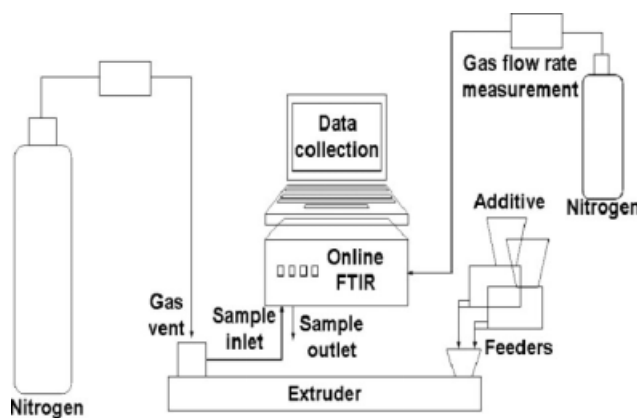 Gas flow rate
measurement
Data
collection
Additive
Nitrogen
Online
FTIR
Gas
vent
Sample
inlet
Sample
outlet
Feeders
Extruder
Nitrogen